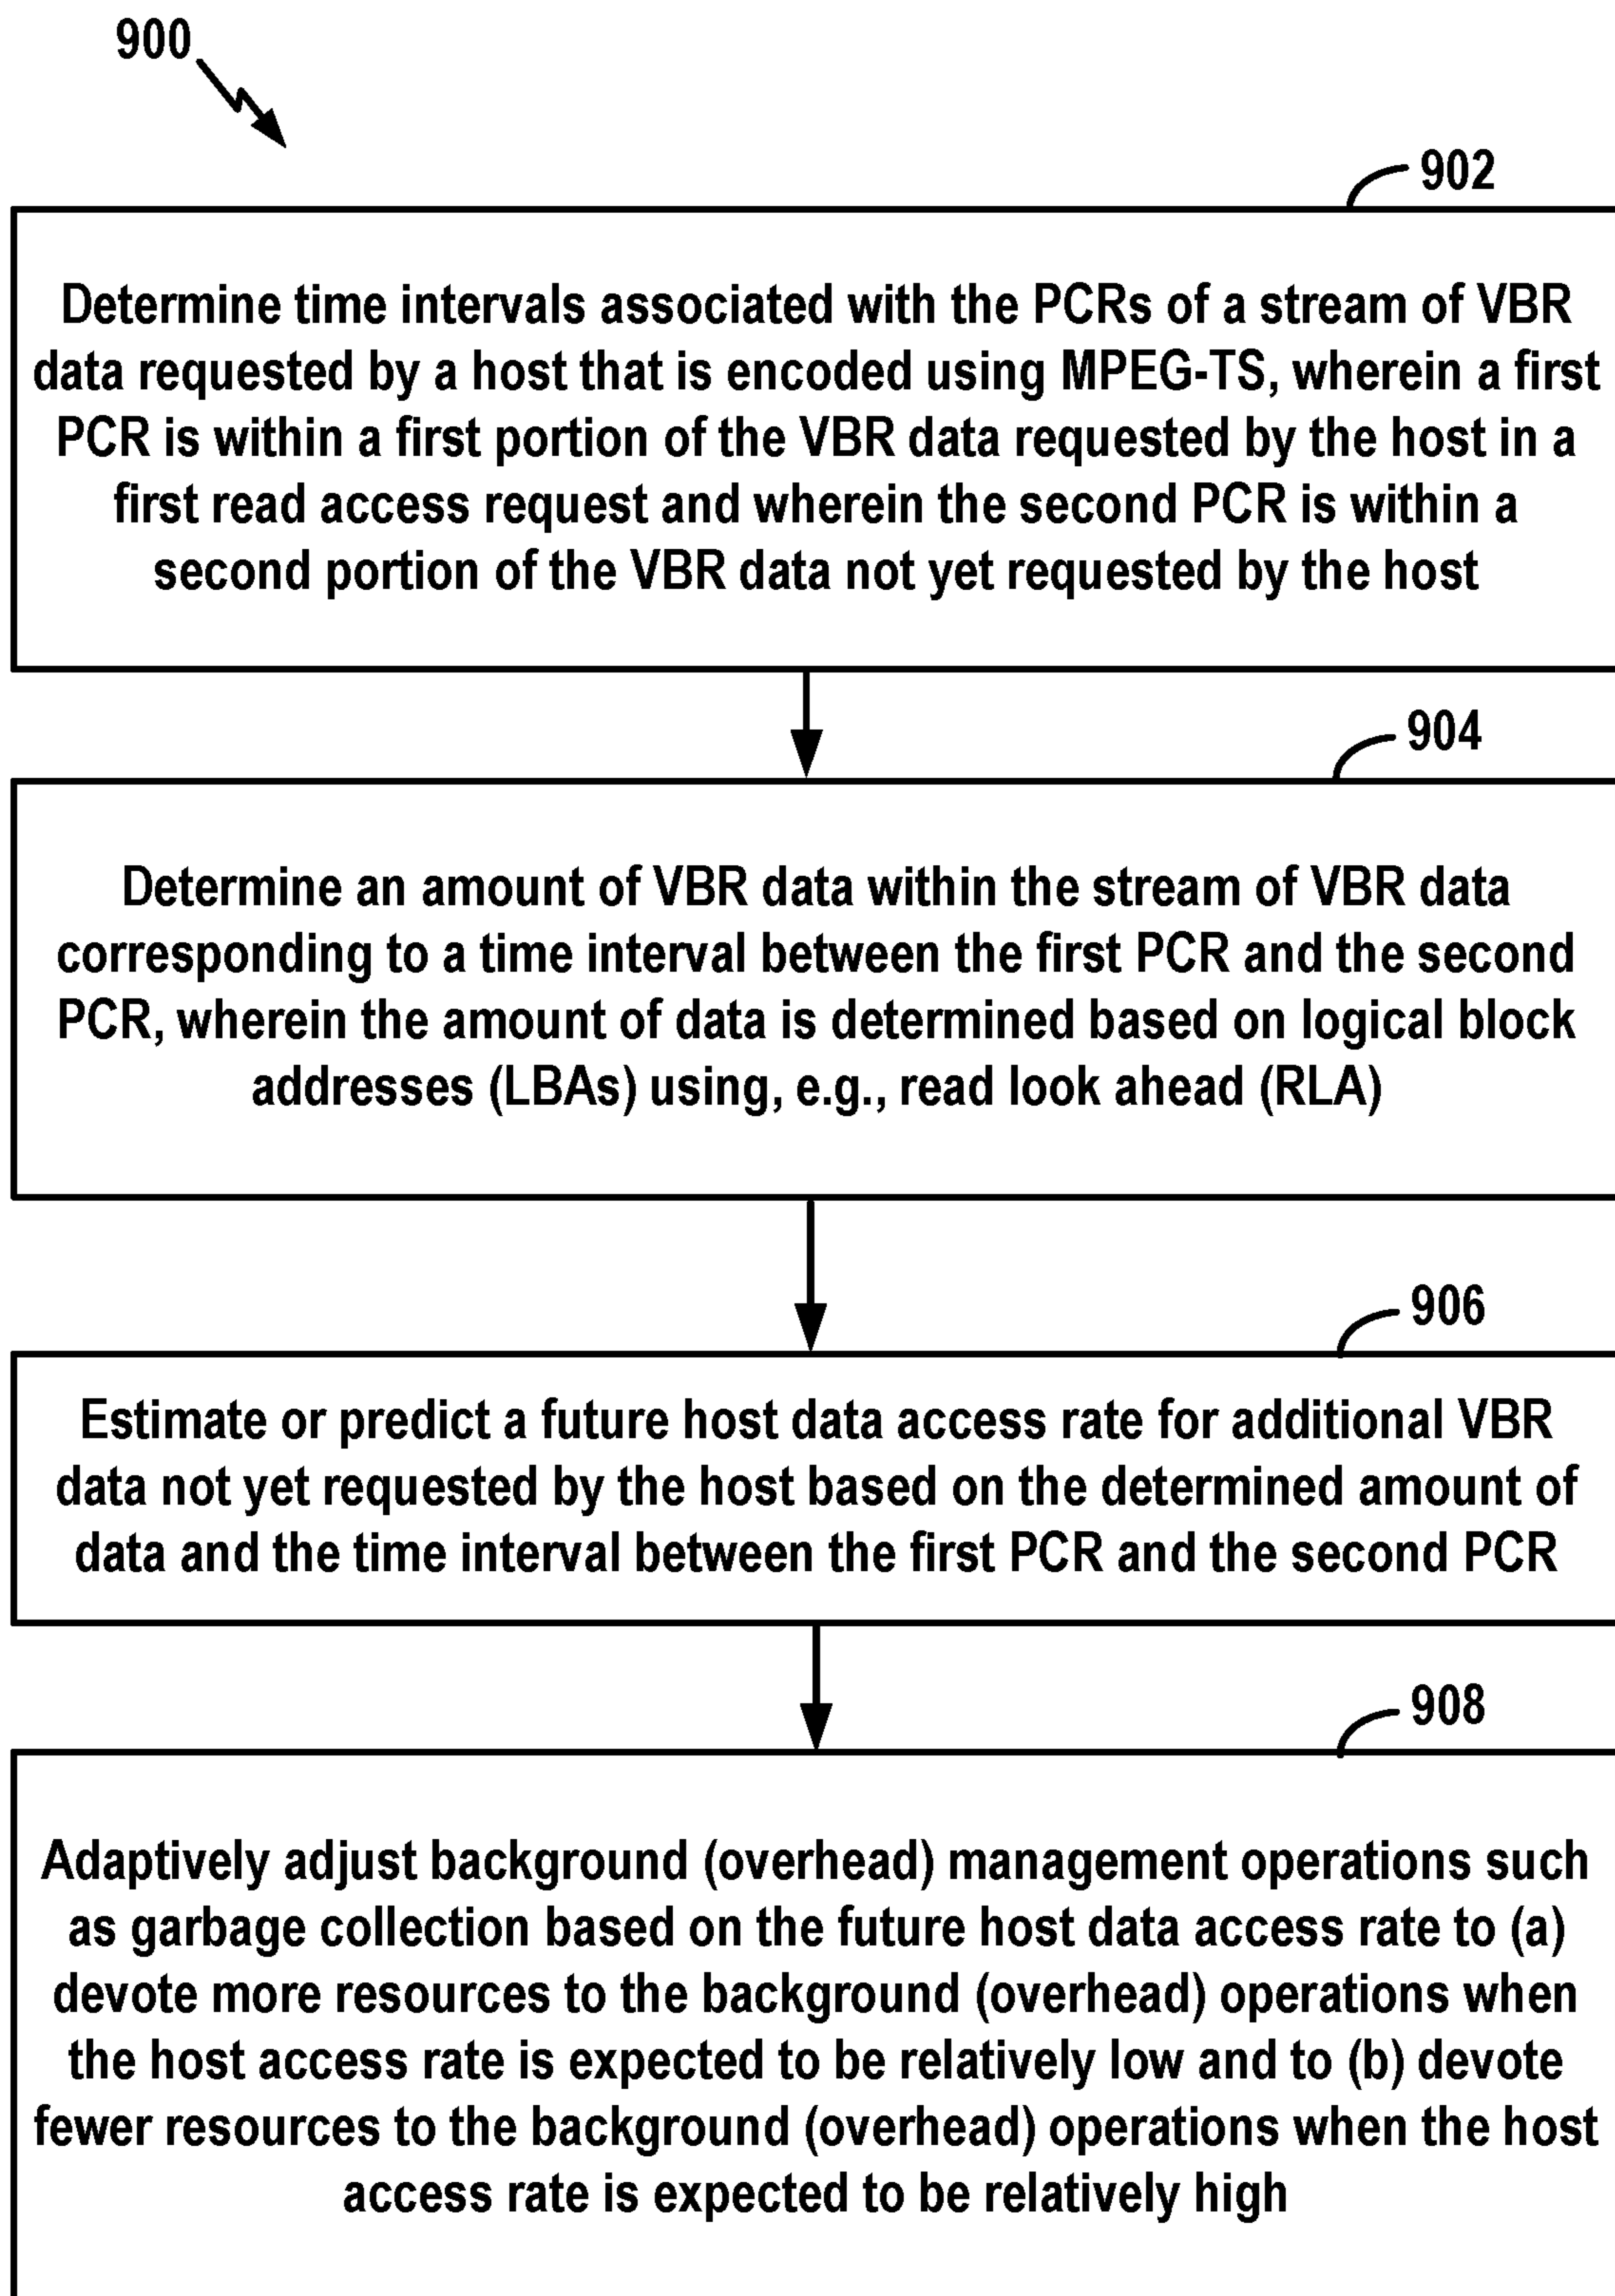 900
902
Determine time intervals associated with the PCRs of a stream of VBR
data requested by a host that is encoded using MPEG-TS, wherein a first
PCR is within a first portion of the VBR data requested by the host in a
first read access request and wherein the second PCR is within a
second portion of the VBR data not yet requested by the host
904
Determine an amount of VBR data within the stream of VBR data
corresponding to a time interval between the first PCR and the second
PCR, wherein the amount of data is determined based on logical block
addresses (LBAs) using, e.g., read look ahead (RLA)
906
Estimate or predict a future host data access rate for additional VBR
data not yet requested by the host based on the determined amount of
data and the time interval between the first PCR and the second PCR
908
Adaptively adjust background (overhead) management operations such
as garbage collection based on the future host data access rate to (a)
devote more resources to the background (overhead) operations when
the host access rate is expected to be relatively low and to (b) devote
fewer resources to the background (overhead) operations when the host
access rate is expected to be relatively high